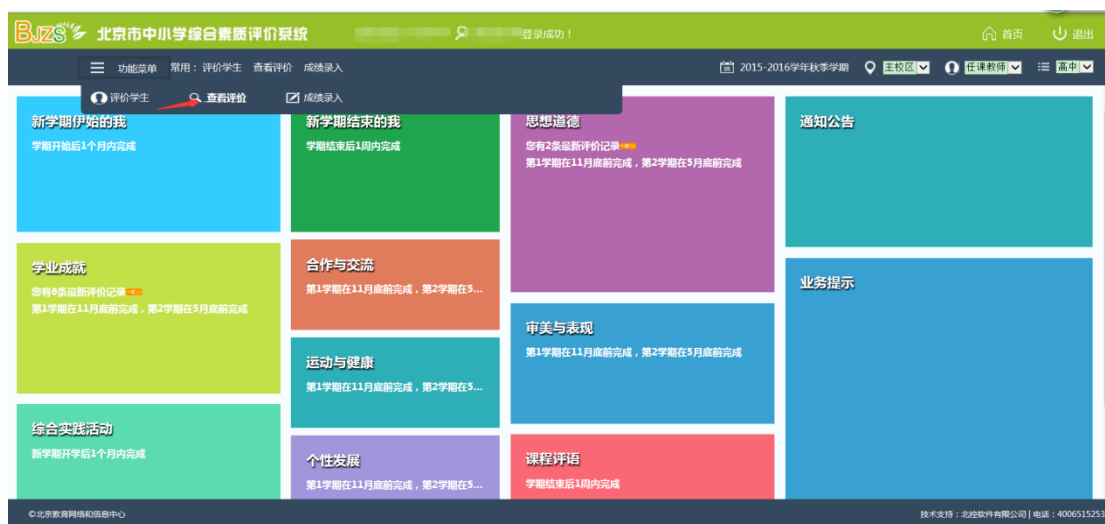 BJZS 北京市中小学综合素质评价系统
登录成功！
首页
退出
功能菜单 常用：评价学生 查看评价 成绩录入
2015-2016学年秋季学期 主校区 任课教师 高中
评价学生 查看评价 成绩录入
新学期伊始的我
学期开始后1个月内完成
新学期结束的我
学期结束后1周内完成
思想道德
您有2条最新评价记录
第1学期在11月底前完成，第2学期在5月底前完成
通知公告
学业成就
您有6条最新评价记录
第1学期在11月底前完成，第2学期在5月底前完成
合作与交流
第1学期在11月底前完成，第2学期在5...
业务提示
审美与表现
第1学期在11月底前完成，第2学期在5月底前完成
运动与健康
第1学期在11月底前完成，第2学期在5...
综合实践活动
新学期开学后1个月内完成
个性发展
第1学期在11月底前完成，第2学期在5...
课程评语
学期结束后1周内完成
©北京教育网络和信息中心
技术支持：北控软件有限公司 | 电话：4006515253